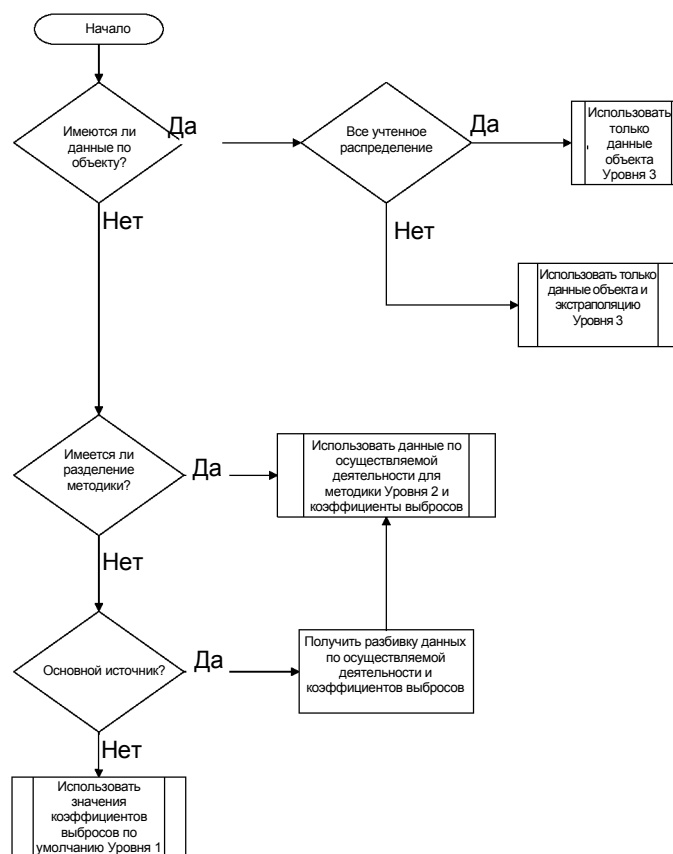 Начало
Имеются ли
данные по
объекту?
Да
Все учтенное
распределение
Да
Использовать
только
данные
объекта
Уровня 3
Нет
Нет
Использовать только
данные объекта и
экстраполяцию
Уровня 3
Имеется ли
разделение
методики?
Да
Использовать данные по
осуществляемой
деятельности для
методики Уровня 2 и
коэффициенты выбросов
Нет
Основной источник?
Да
Получить разбивку данных
по осуществляемой
деятельности и
коэффициентов выбросов
Нет
Использовать
значения
коэффициентов
выбросов по
умолчанию Уровня 1